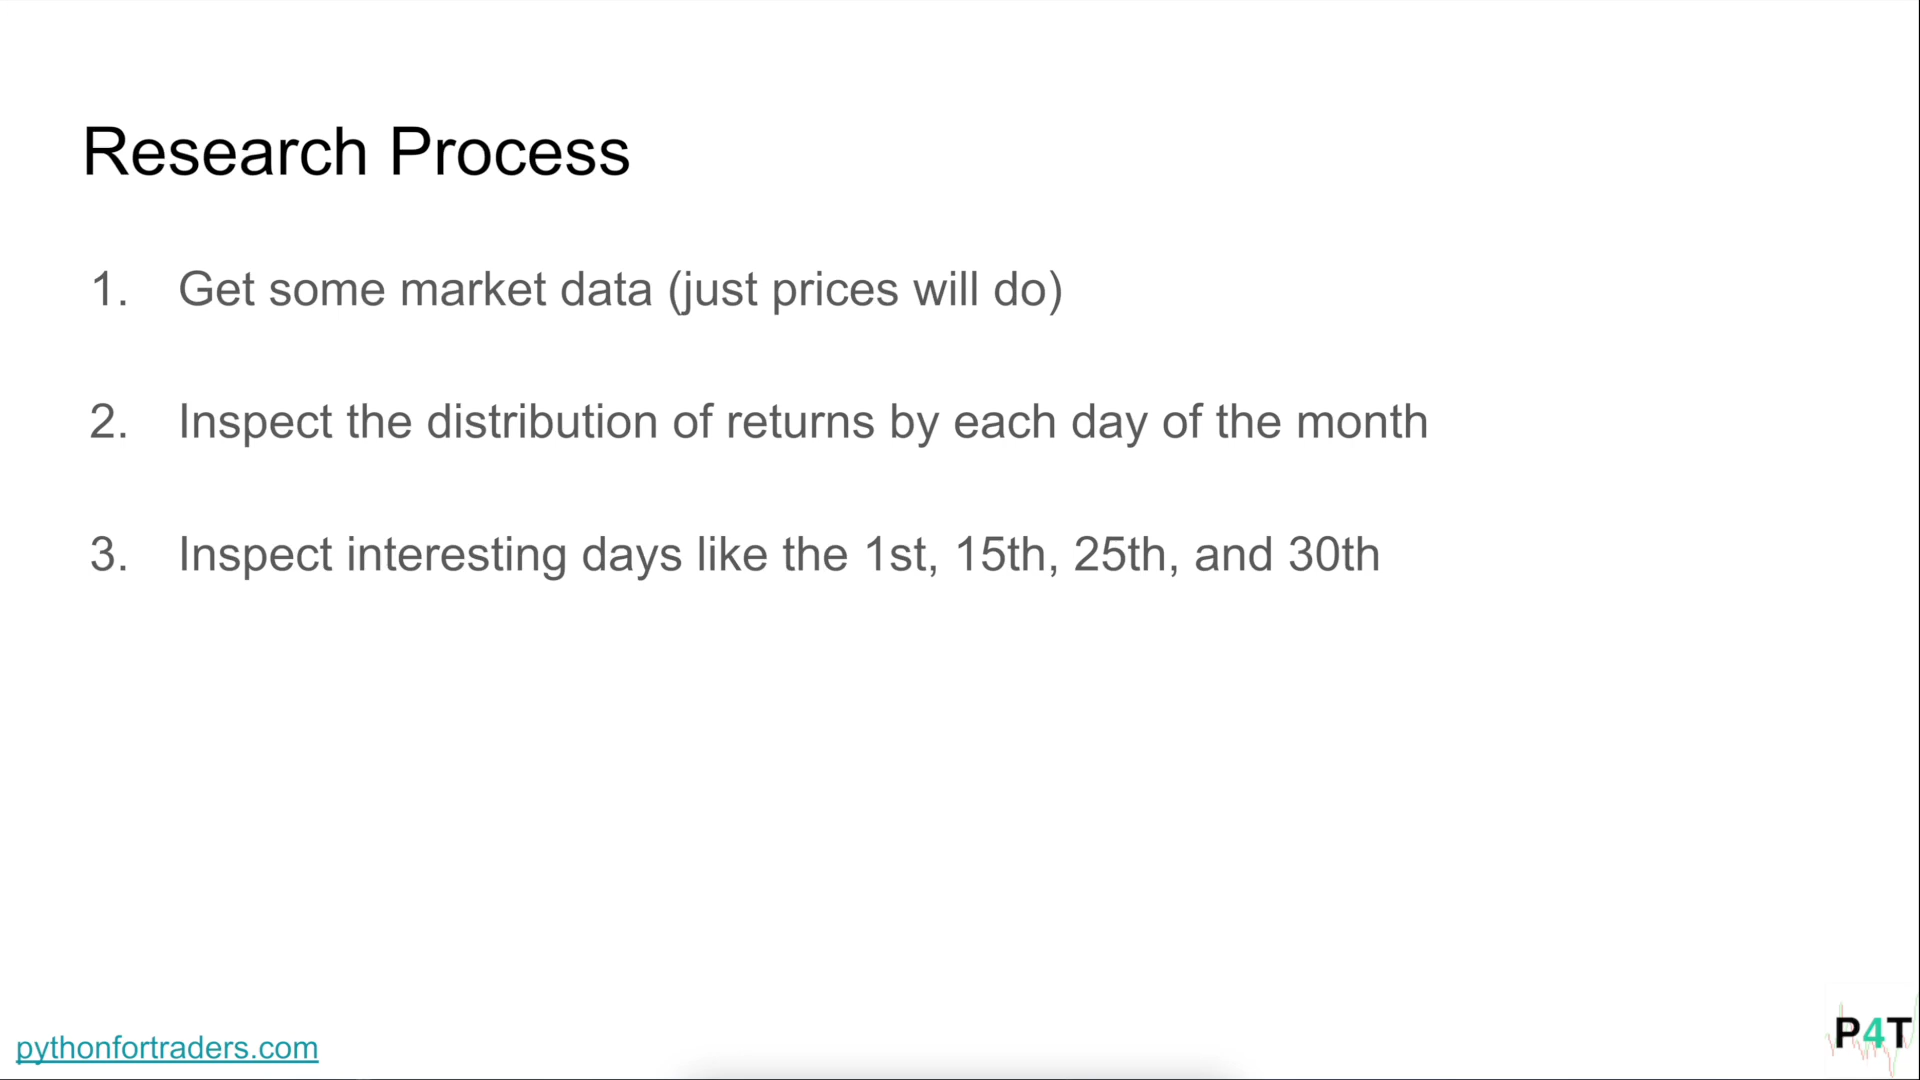 Research Process
1. Get some market data (just prices will do)
2. Inspect the distribution of returns by each day of the month
3. Inspect interesting days like the 1st, 15th, 25th, and 30th
pythonfortraders.com
P4T